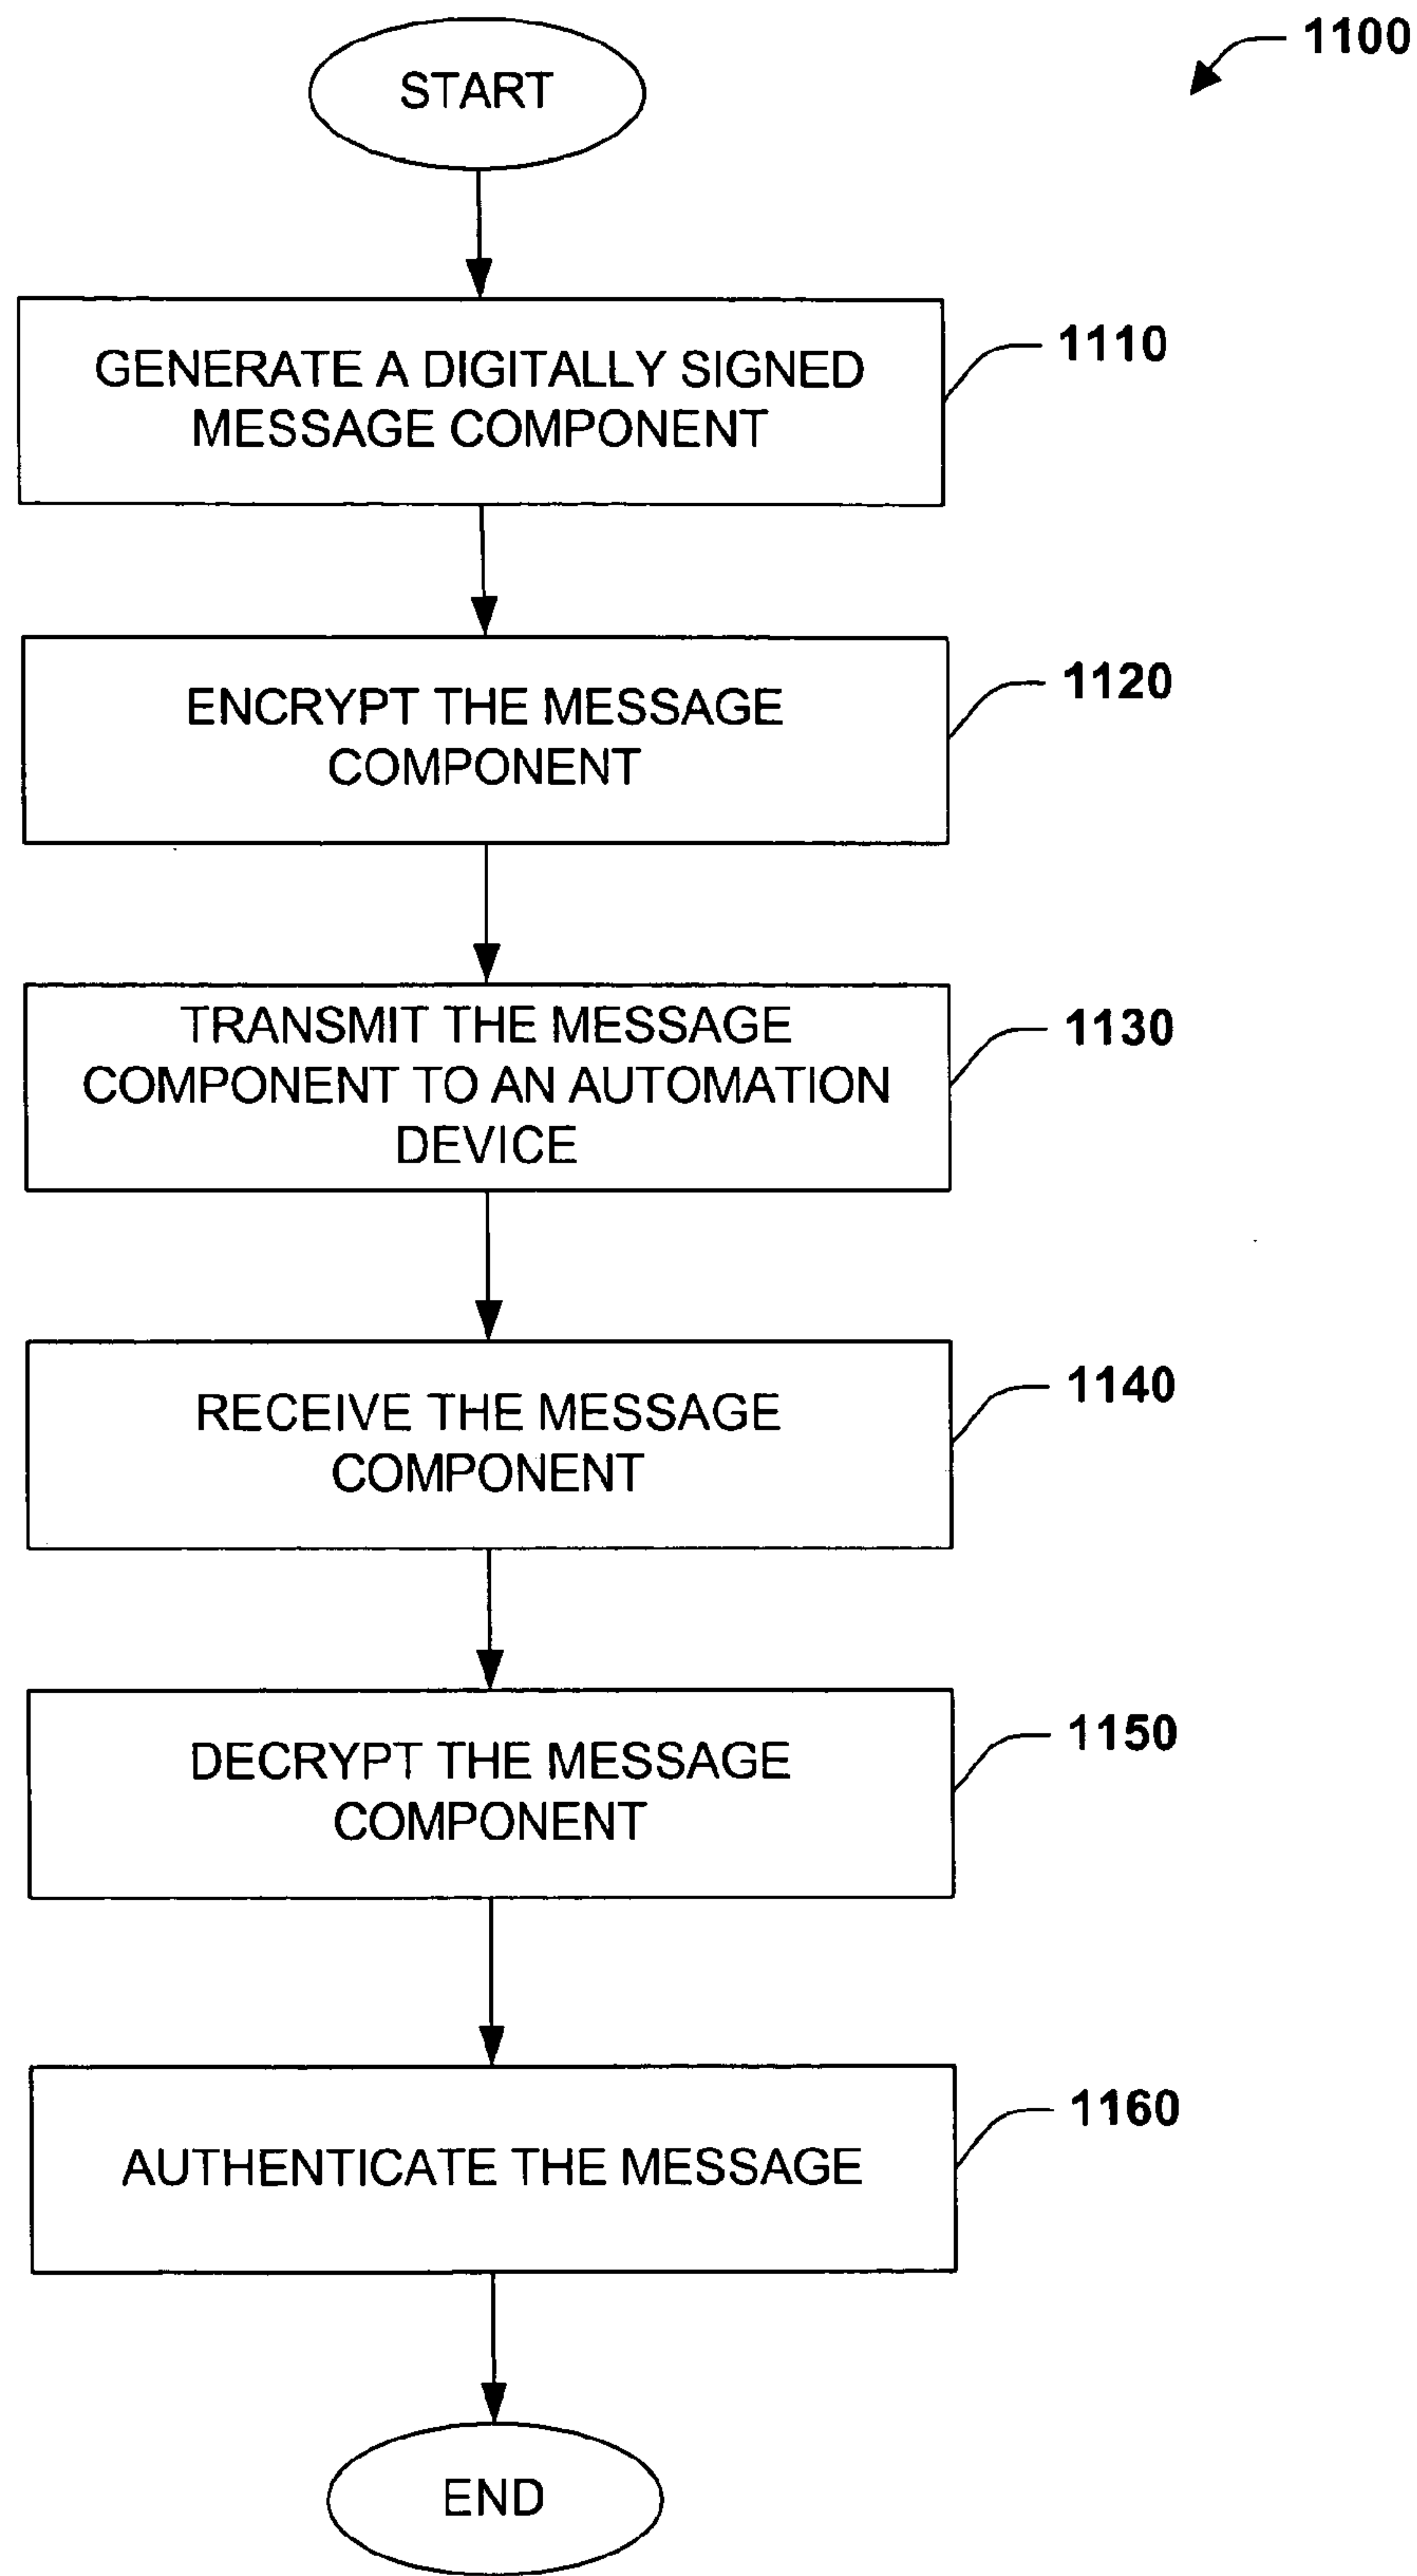 1100
START
GENERATE A DIGITALLY SIGNED
MESSAGE COMPONENT
1110
ENCRYPT THE MESSAGE
COMPONENT
1120
TRANSMIT THE MESSAGE
COMPONENT TO AN AUTOMATION
DEVICE
1130
RECEIVE THE MESSAGE
COMPONENT
1140
DECRYPT THE MESSAGE
COMPONENT
1150
AUTHENTICATE THE MESSAGE
1160
END